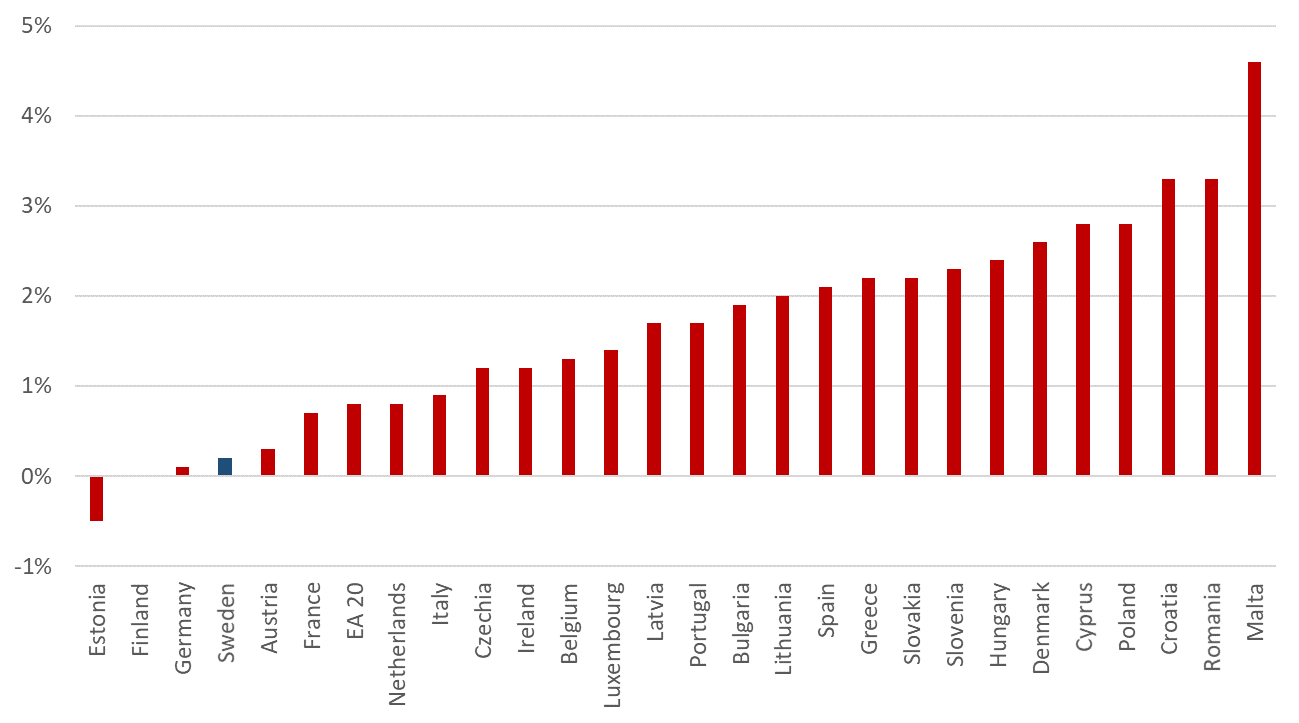 5%
4%
3%
2%
1%
0%
-1%
Estonia
Finland
Germany
Sweden
Austria
France
EA 20
Netherlands
Italy
Czechia
Ireland
Belgium
Luxembourg
Latvia
Portugal
Bulgaria
Lithuania
Spain
Greece
Slovakia
Slovenia
Hungary
Denmark
Cyprus
Poland
Croatia
Romania
Malta